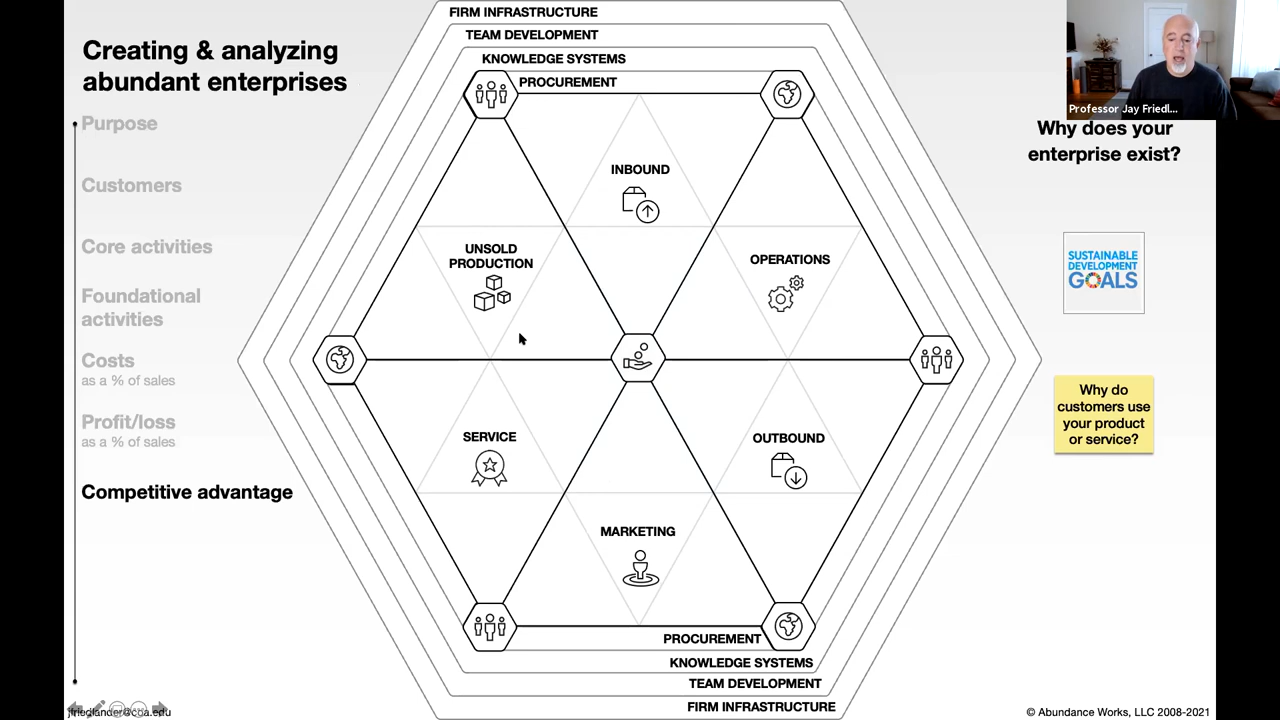 FIRM INFRASTRUCTURE
TEAM DEVELOPMENT
KNOWLEDGE SYSTEMS
PROCUREMENT
Creating & analyzing
abundant enterprises
Professor Jay Friedl...
Purpose
Customers
Core activities
Foundational
activities
Costs
as a % of sales
Profit/loss
as a % of sales
Competitive advantage
INBOUND
UNSOLD
PRODUCTION
OPERATIONS
SERVICE
OUTBOUND
MARKETING
Why does your
enterprise exist?
SUSTAINABLE
DEVELOPMENT
GOALS
Why do
customers use
your product
or service?
PROCUREMENT
KNOWLEDGE SYSTEMS
TEAM DEVELOPMENT
FIRM INFRASTRUCTURE
jfriedlander@coa.edu
© Abundance Works, LLC 2008-2021